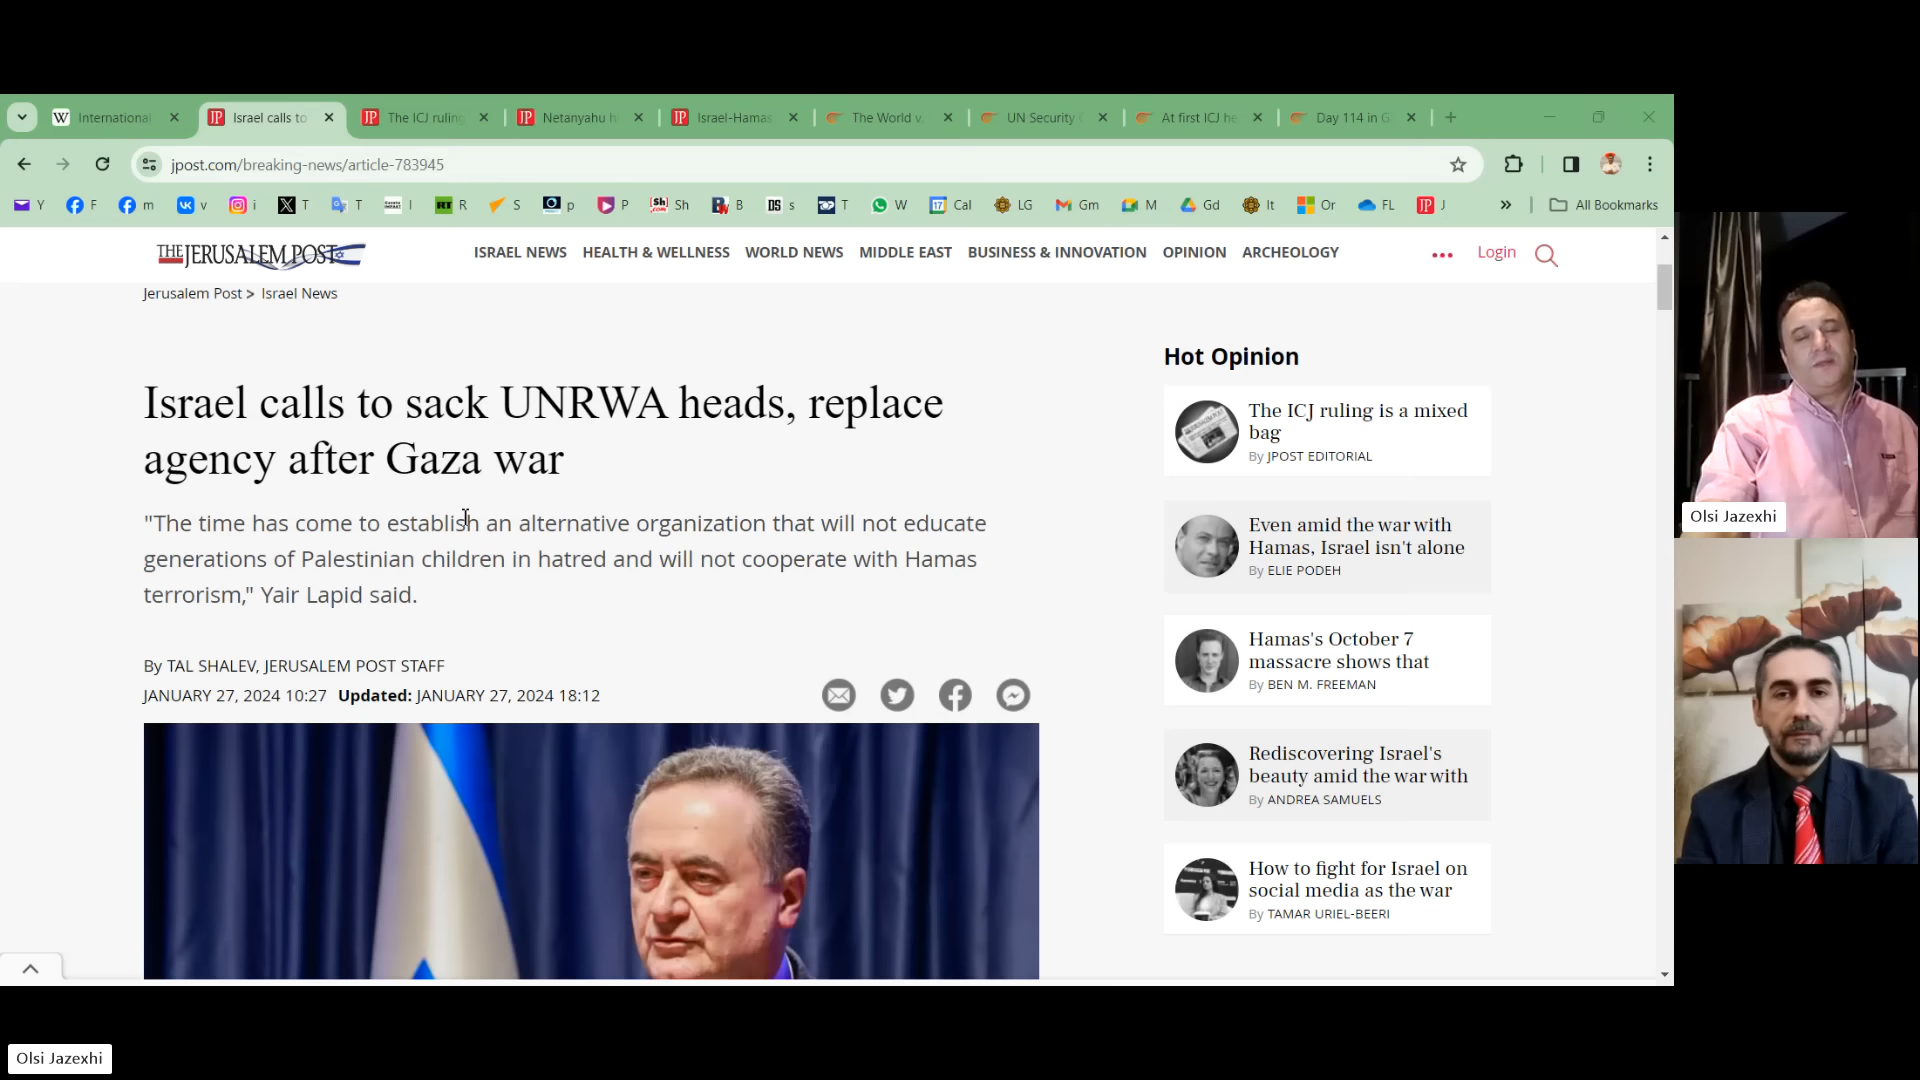 International
Israel calls to
The ICJ ruling
Netanyahu h
Israel-Hamas
The World v.
UN Security C
At first ICJ he
Day 114 in G
jpost.com/breaking-news/article-783945
Y F m v i T T I R S p P Sh B s T W Cal LG Gm M Gd It Or FL J » All Bookmarks
THE JERUSALEM POST
ISRAEL NEWS HEALTH & WELLNESS WORLD NEWS MIDDLE EAST BUSINESS & INNOVATION OPINION ARCHEOLOGY
Login
Jerusalem Post > Israel News
Israel calls to sack UNRWA heads, replace
agency after Gaza war
"The time has come to establish an alternative organization that will not educate
generations of Palestinian children in hatred and will not cooperate with Hamas
terrorism," Yair Lapid said.
By TAL SHALEV, JERUSALEM POST STAFF
JANUARY 27, 2024 10:27 Updated: JANUARY 27, 2024 18:12
Hot Opinion
The ICJ ruling is a mixed
bag
By JPOST EDITORIAL
Even amid the war with
Hamas, Israel isn't alone
By ELIE PODEH
Hamas's October 7
massacre shows that
By BEN M. FREEMAN
Rediscovering Israel's
beauty amid the war with
By ANDREA SAMUELS
How to fight for Israel on
social media as the war
By TAMAR URIEL-BEERI
Olsi Jazexhi
Olsi Jazexhi